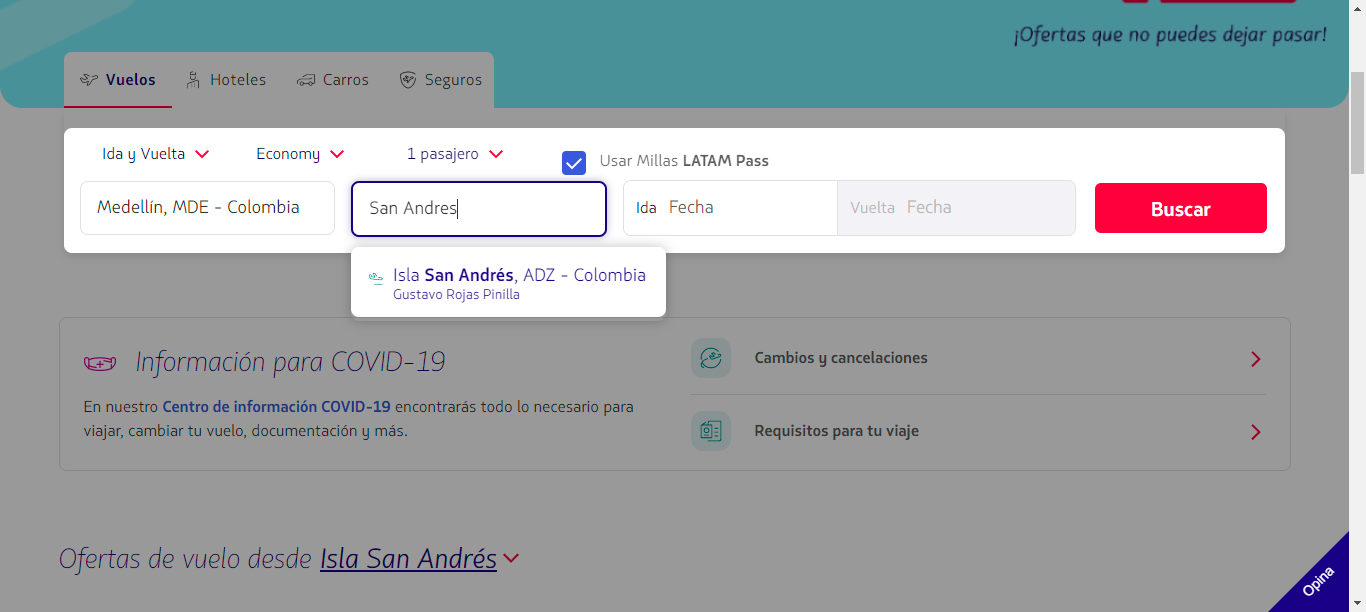 ¡Ofertas que no puedes dejar pasar!
Vuelos Hoteles Carros Seguros
Ida y Vuelta Economy 1 pasajero Usar Millas LATAM Pass
Medellín, MDE - Colombia San Andres Ida Fecha Vuelta Fecha Buscar
Isla San Andrés, ADZ - Colombia
Gustavo Rojas Pinilla
Información para COVID-19
En nuestro Centro de información COVID-19 encontrarás todo lo necesario para
viajar, cambiar tu vuelo, documentación y más.
Cambios y cancelaciones
Requisitos para tu viaje
Ofertas de vuelo desde Isla San Andrés
Opina